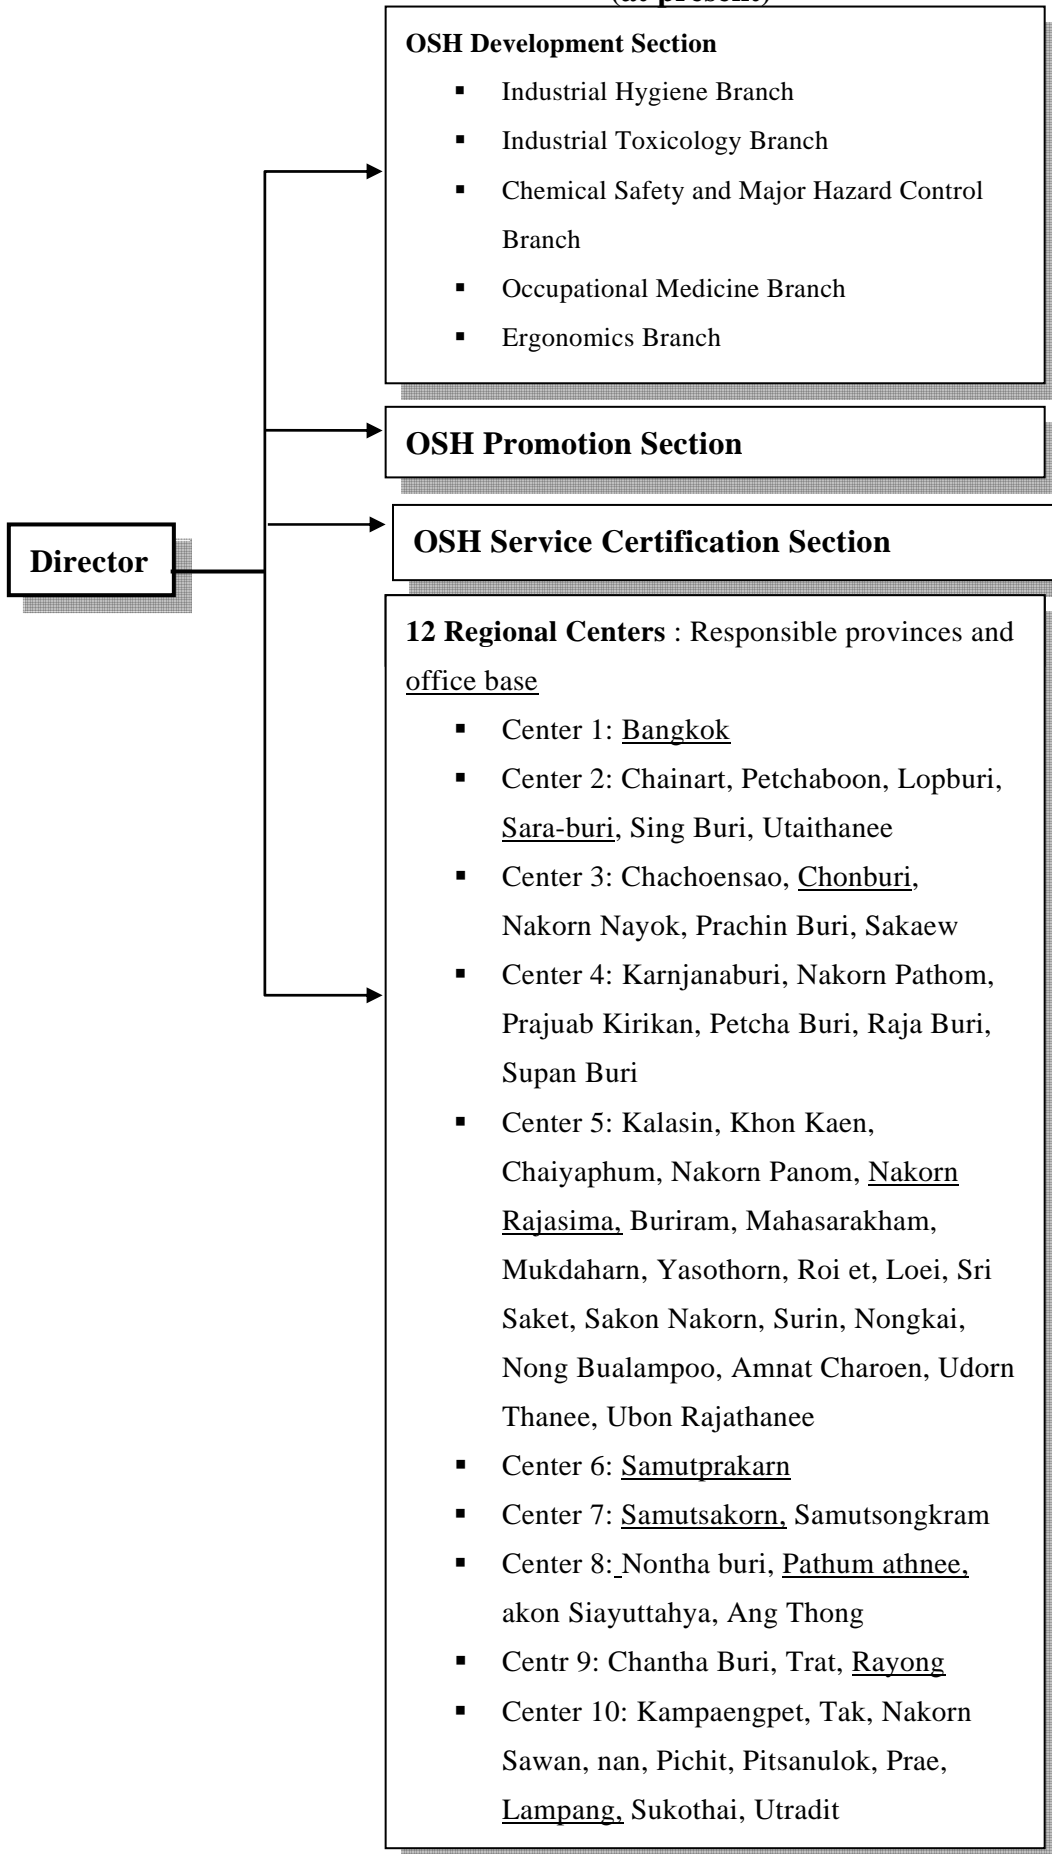 (at present)
OSH Development Section
▪ Industrial Hygiene Branch
▪ Industrial Toxicology Branch
▪ Chemical Safety and Major Hazard Control
Branch
▪ Occupational Medicine Branch
▪ Ergonomics Branch
OSH Promotion Section
OSH Service Certification Section
Director
12 Regional Centers : Responsible provinces and
office base
▪ Center 1: Bangkok
▪ Center 2: Chainart, Petchaboon, Lopburi,
Sara-buri, Sing Buri, Utaithanee
▪ Center 3: Chachoensao, Chonburi,
Nakorn Nayok, Prachin Buri, Sakaew
▪ Center 4: Karnjanaburi, Nakorn Pathom,
Prajuab Kirikan, Petcha Buri, Raja Buri,
Supan Buri
▪ Center 5: Kalasin, Khon Kaen,
Chaiyaphum, Nakorn Panom, Nakorn
Rajasima, Buriram, Mahasarakham,
Mukdaharn, Yasothorn, Roi et, Loei, Sri
Saket, Sakon Nakorn, Surin, Nongkai,
Nong Bualampoo, Amnat Charoen, Udorn
Thanee, Ubon Rajathanee
▪ Center 6: Samutprakarn
▪ Center 7: Samutsakorn, Samutsongkram
▪ Center 8: Nontha buri, Pathum athnee,
akon Siayuttahya, Ang Thong
▪ Centr 9: Chantha Buri, Trat, Rayong
▪ Center 10: Kampaengpet, Tak, Nakorn
Sawan, nan, Pichit, Pitsanulok, Prae,
Lampang, Sukothai, Utradit